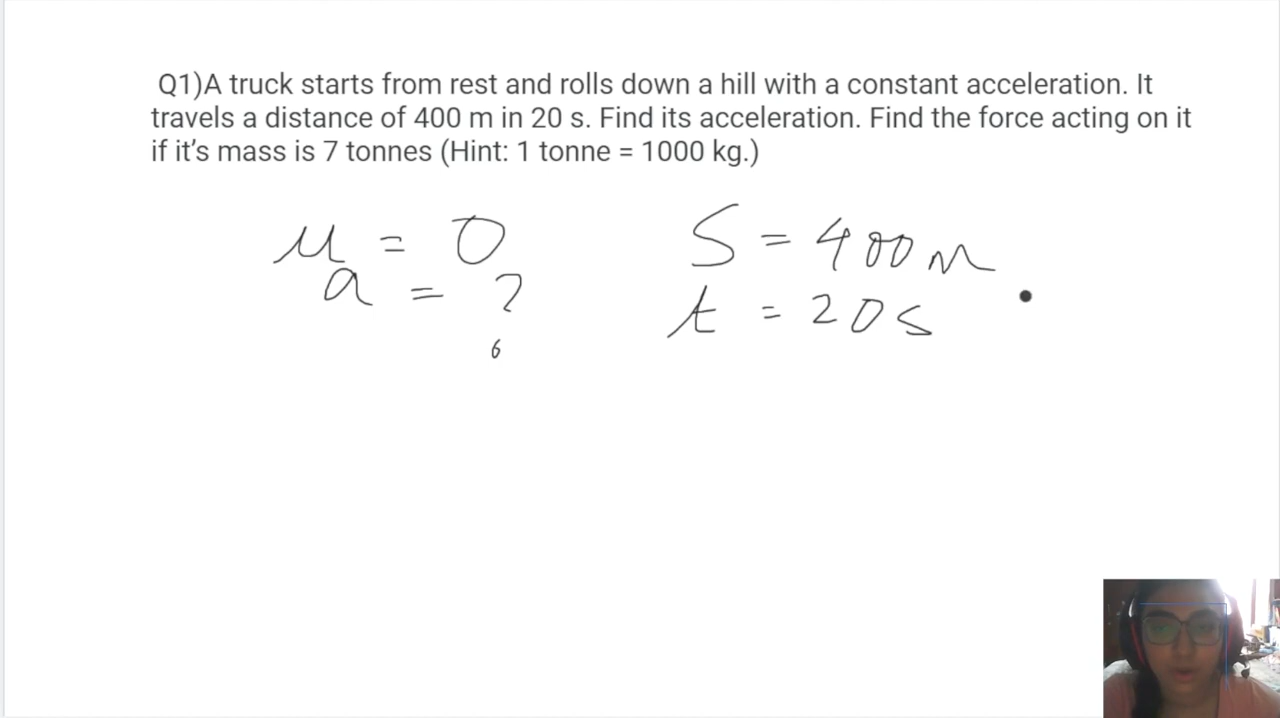 Q1)A truck starts from rest and rolls down a hill with a constant acceleration. It
travels a distance of 400 m in 20 s. Find its acceleration. Find the force acting on it
if it’s mass is 7 tonnes (Hint: 1 tonne = 1000 kg.)
u = 0
a = ?
S = 400 m
t = 20 s